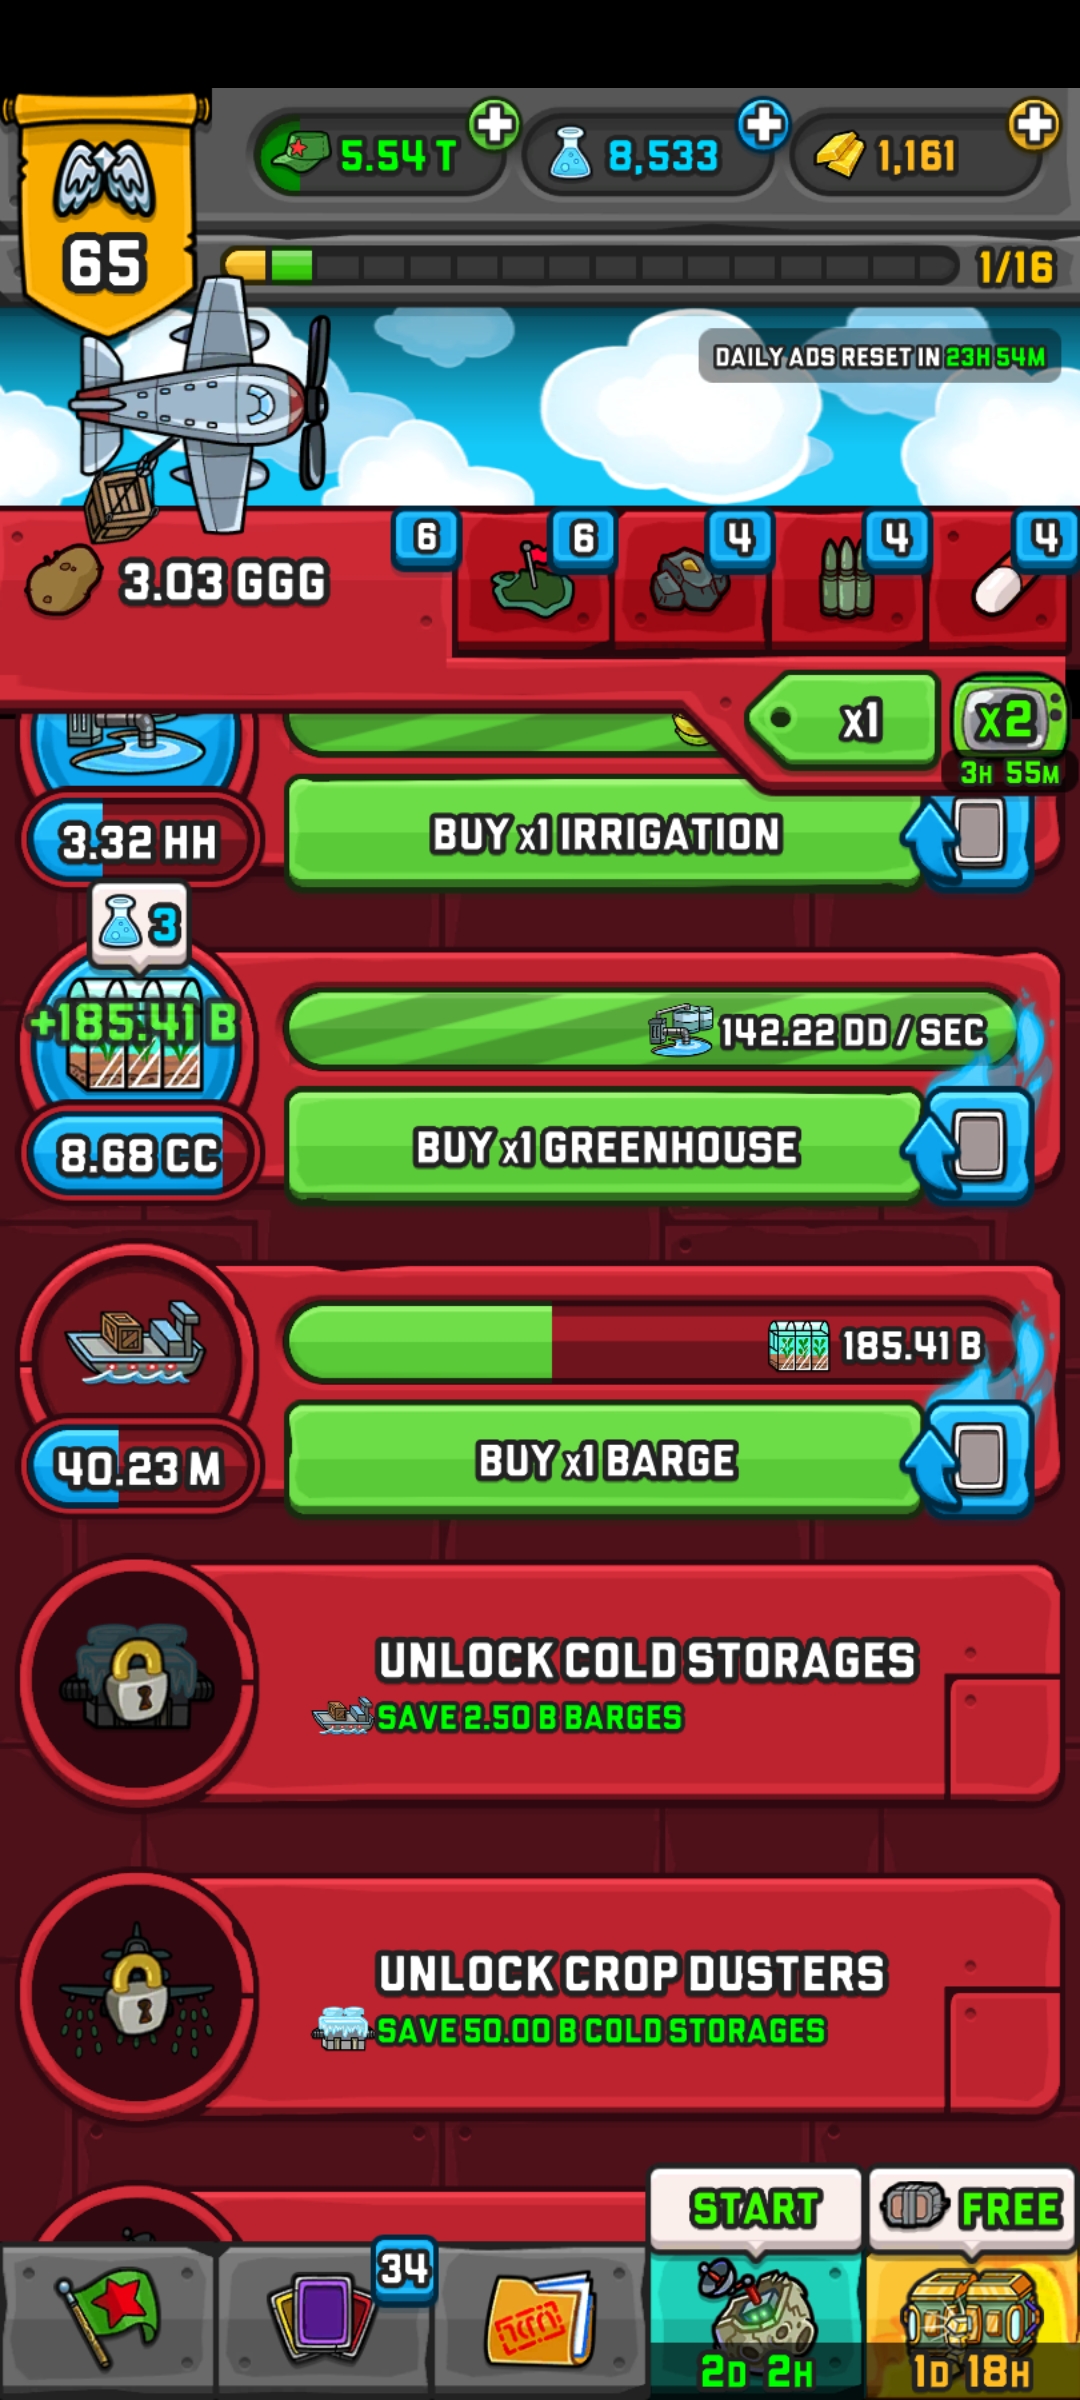 65
5.54 T
8,533
1,161
1/16
DAILY ADS RESET IN 23H 54M
3.03 GGG
6
6
4
4
4
x1
x2
3H 55M
3.32 HH
BUY x1 IRRIGATION
3
+185.41 B
142.22 DD / SEC
8.68 CC
BUY x1 GREENHOUSE
185.41 B
40.23 M
BUY x1 BARGE
UNLOCK COLD STORAGES
SAVE 2.50 B BARGES
UNLOCK CROP DUSTERS
SAVE 50.00 B COLD STORAGES
START
FREE
34
2D 2H
1D 18H